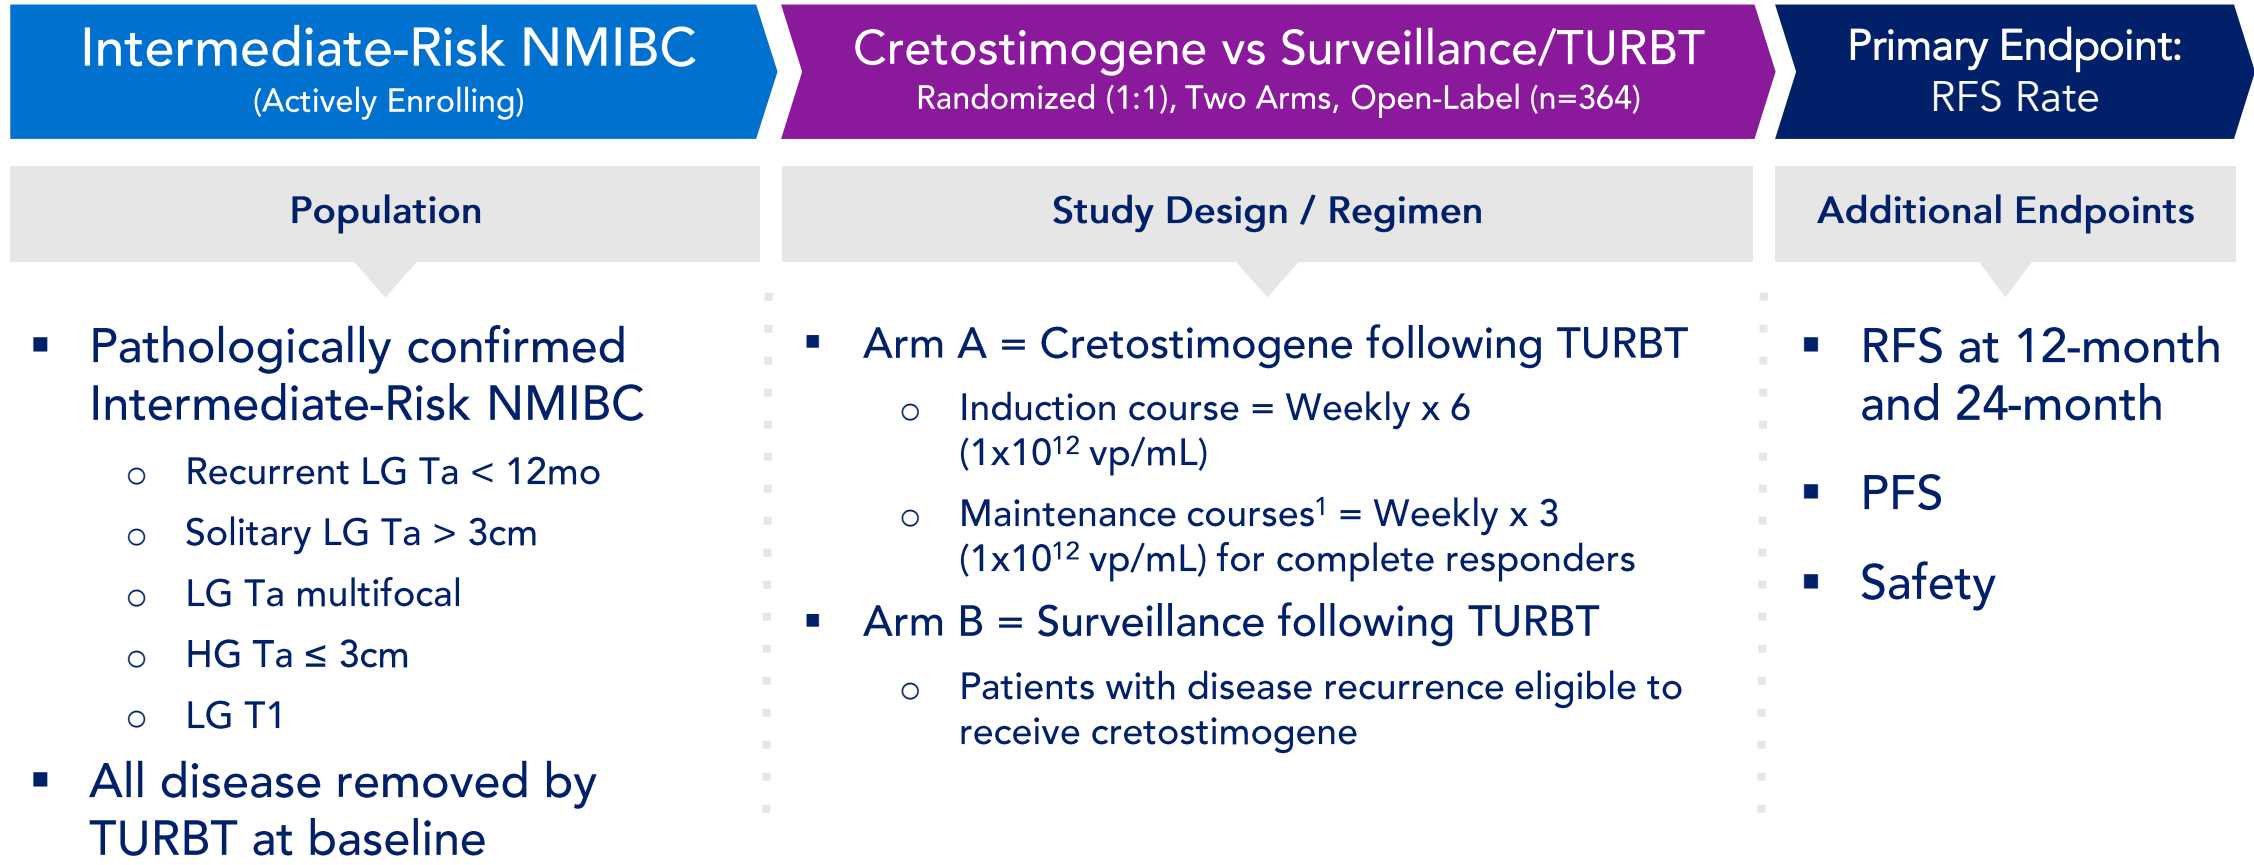 Intermediate-Risk NMIBC
(Actively Enrolling)
Cretostimogene vs Surveillance/TURBT
Randomized (1:1), Two Arms, Open-Label (n=364)
Primary Endpoint:
RFS Rate
Population
▪ Pathologically confirmed
Intermediate-Risk NMIBC
o Recurrent LG Ta < 12mo
o Solitary LG Ta > 3cm
o LG Ta multifocal
o HG Ta ≤ 3cm
o LG T1
▪ All disease removed by
TURBT at baseline
Study Design / Regimen
▪ Arm A = Cretostimogene following TURBT
o Induction course = Weekly x 6
(1x10¹² vp/mL)
o Maintenance courses¹ = Weekly x 3
(1x10¹² vp/mL) for complete responders
▪ Arm B = Surveillance following TURBT
o Patients with disease recurrence eligible to
receive cretostimogene
Additional Endpoints
▪ RFS at 12-month
and 24-month
▪ PFS
▪ Safety